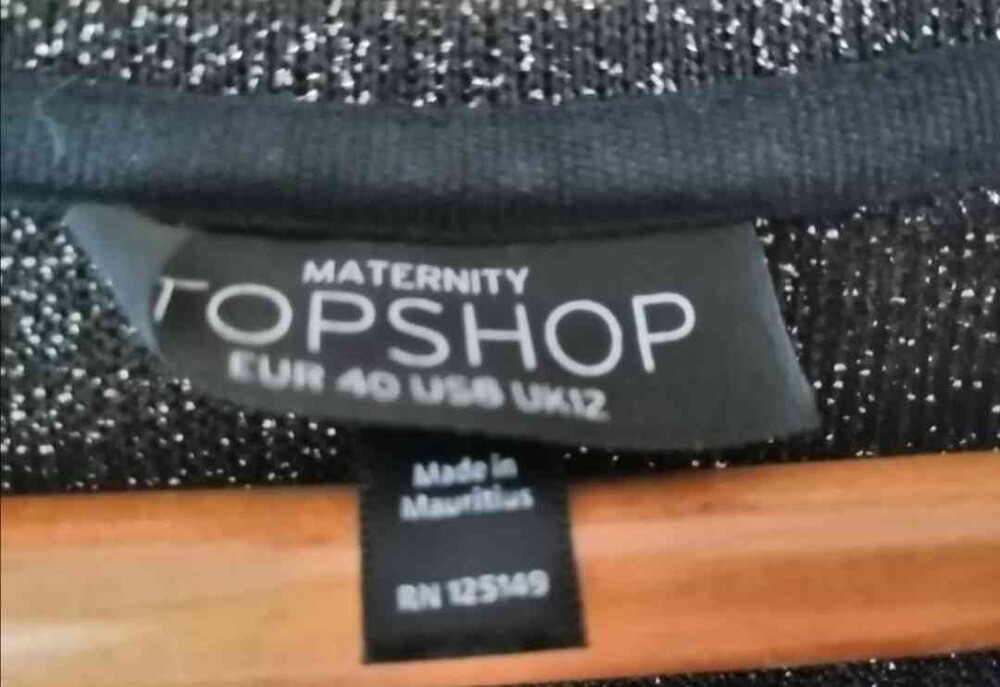 MATERNITY
TOPSHOP
EUR 40 US8 UK12
Made in
Mauritius
RN 125149